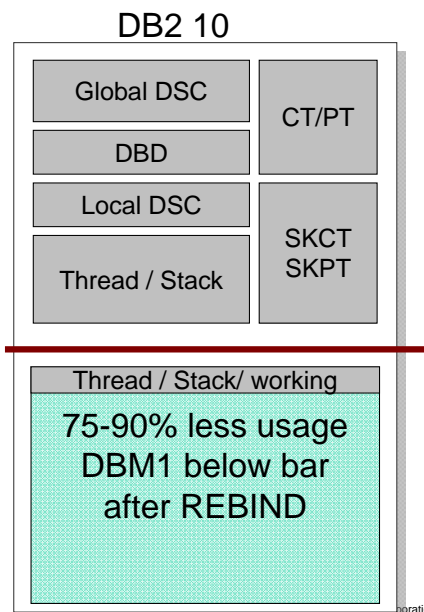 DB2 10
Global DSC
CT/PT
DBD
Local DSC
SKCT
SKPT
Thread / Stack
Thread / Stack/ working
75-90% less usage
DBM1 below bar
after REBIND